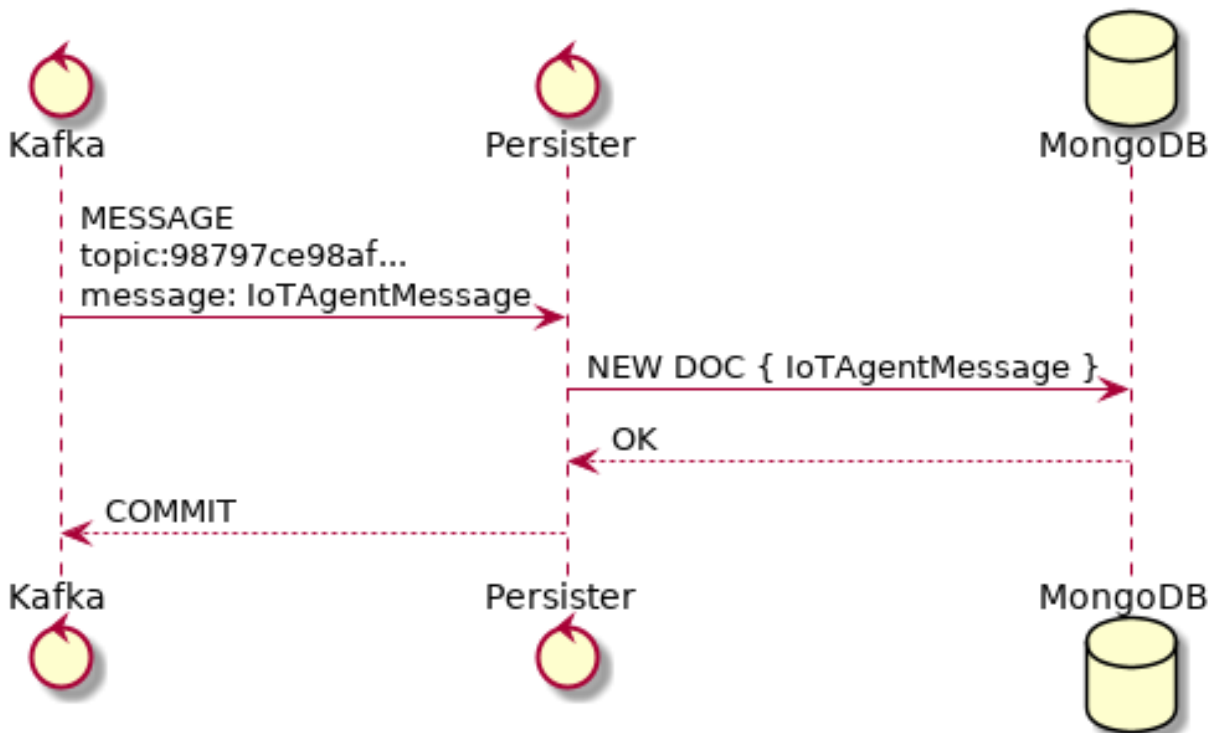 Kafka
Persister
MongoDB
MESSAGE
topic:98797ce98af...
message: IoTAgentMessage
NEW DOC { IoTAgentMessage }
OK
COMMIT
Kafka
Persister
MongoDB